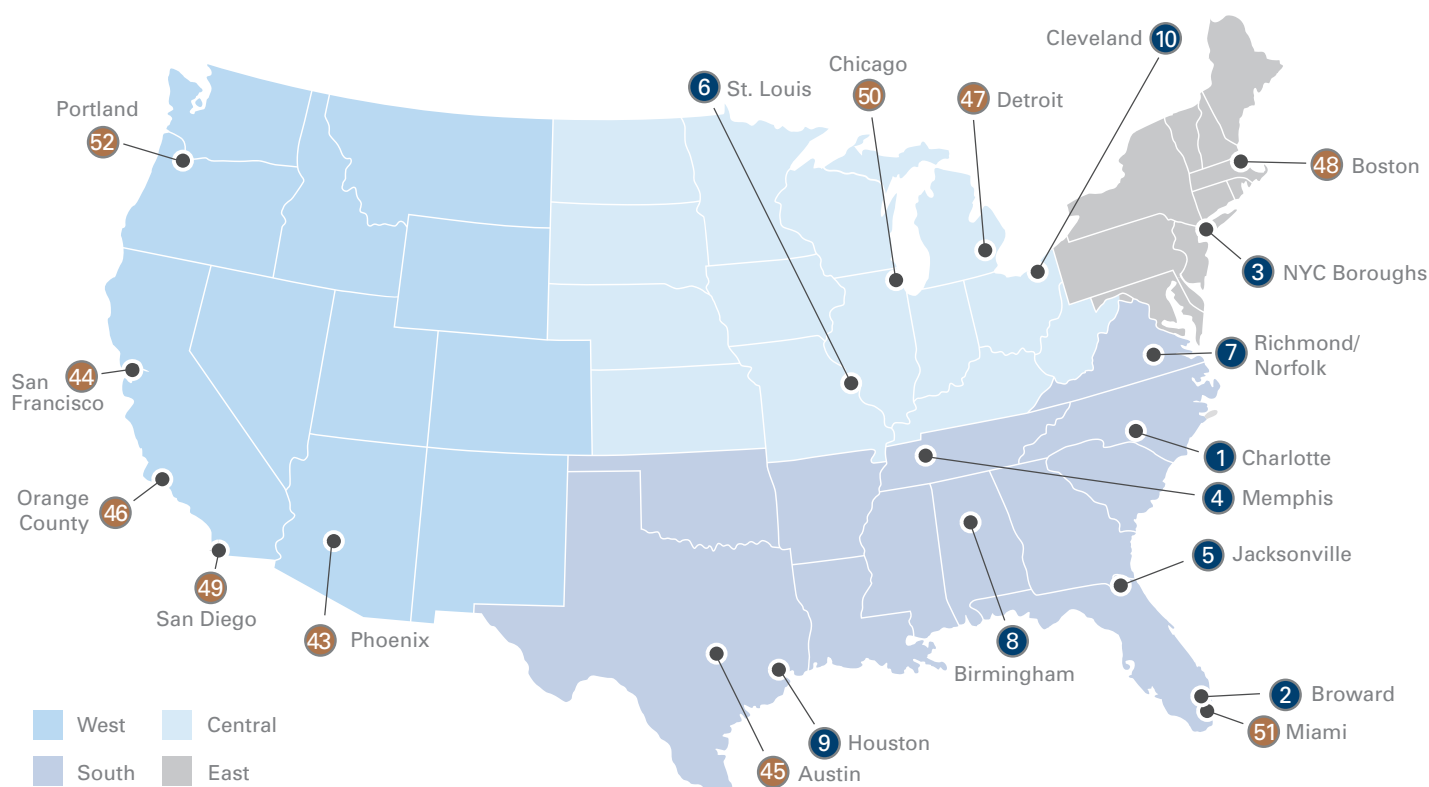 Cleveland 10
Chicago
50
6 St. Louis
47 Detroit
Portland
52
48 Boston
3 NYC Boroughs
7 Richmond/
Norfolk
San
Francisco
44
1 Charlotte
4 Memphis
Orange
County
46
5 Jacksonville
49
San Diego
43 Phoenix
8
Birmingham
2 Broward
51 Miami
9 Houston
45 Austin
West
Central
South
East